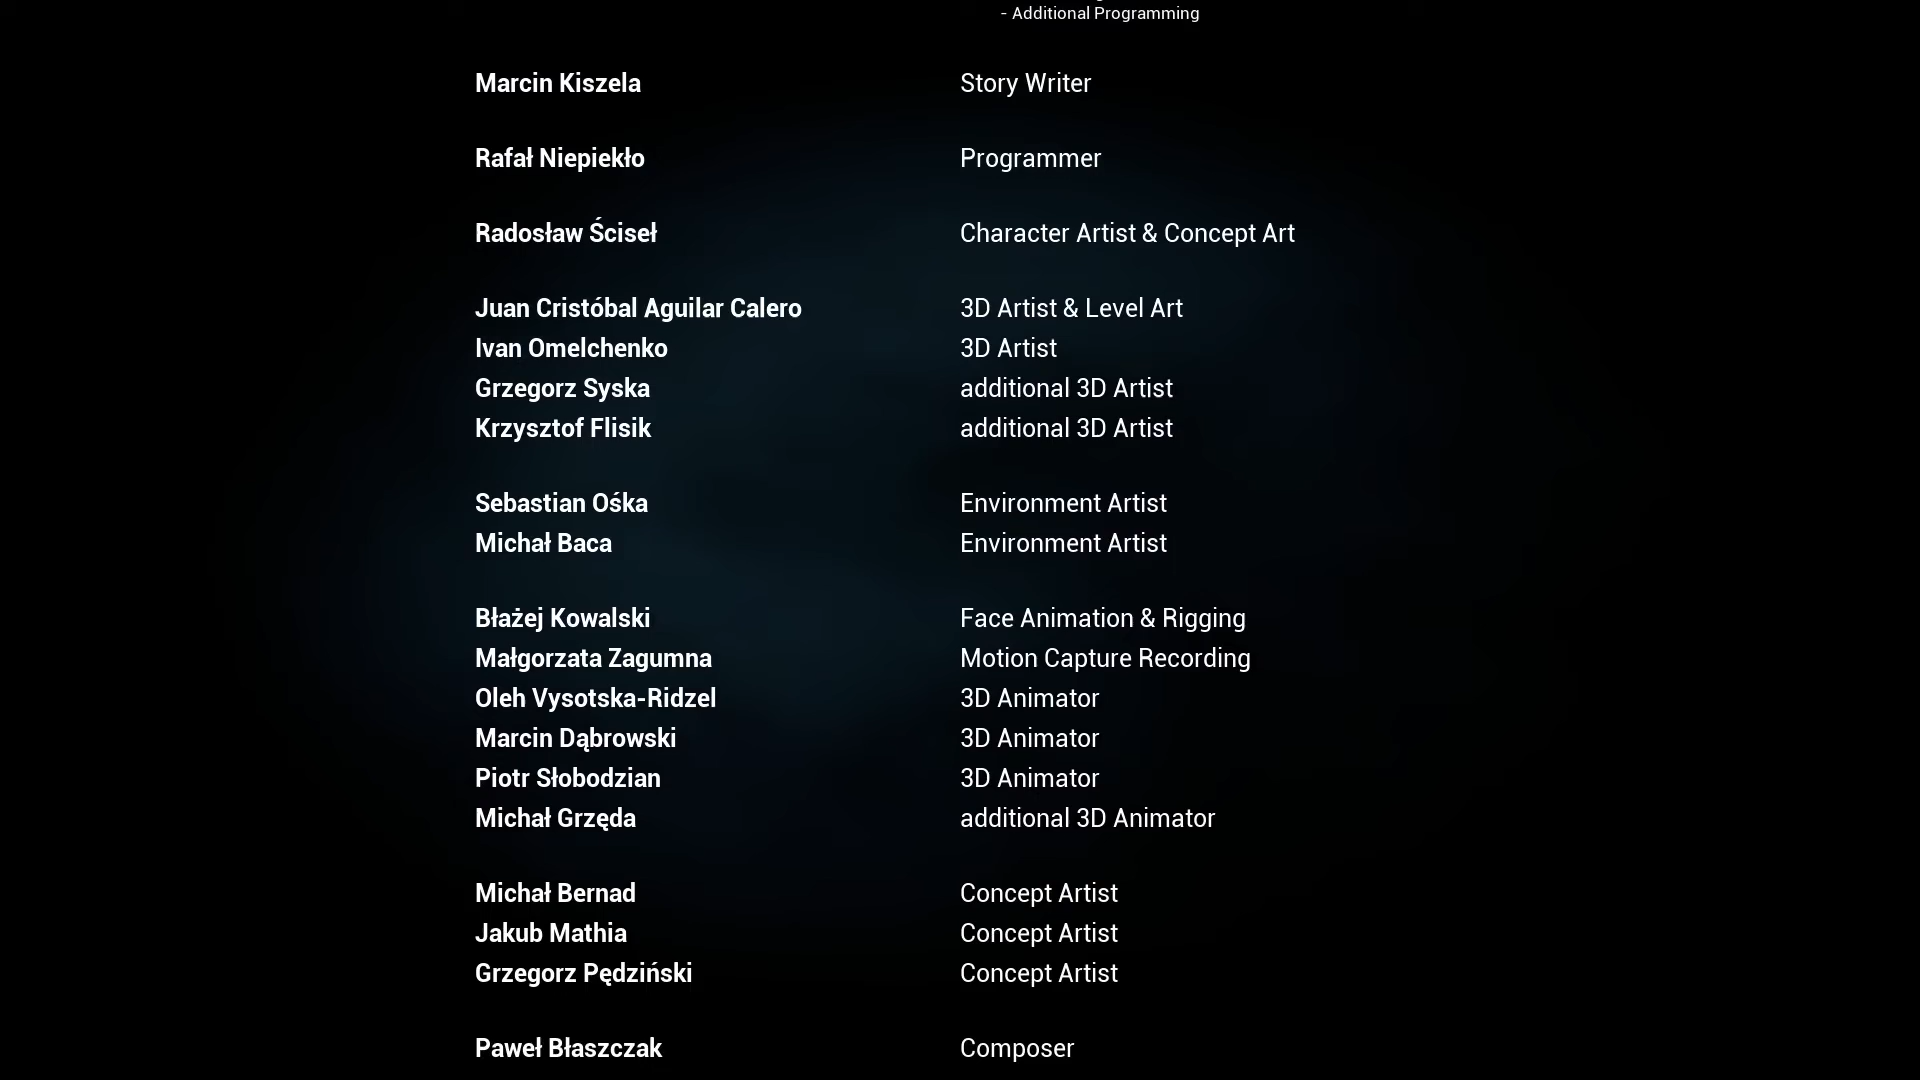 - Additional Programming
Marcin Kiszela Story Writer
Rafał Niepiekło Programmer
Radosław Ściseł Character Artist & Concept Art
Juan Cristóbal Aguilar Calero 3D Artist & Level Art
Ivan Omelchenko 3D Artist
Grzegorz Syska additional 3D Artist
Krzysztof Flisik additional 3D Artist
Sebastian Ośka Environment Artist
Michał Baca Environment Artist
Błażej Kowalski Face Animation & Rigging
Małgorzata Zagumna Motion Capture Recording
Oleh Vysotska-Ridzel 3D Animator
Marcin Dąbrowski 3D Animator
Piotr Słobodzian 3D Animator
Michał Grzęda additional 3D Animator
Michał Bernad Concept Artist
Jakub Mathia Concept Artist
Grzegorz Pędziński Concept Artist
Paweł Błaszczak Composer